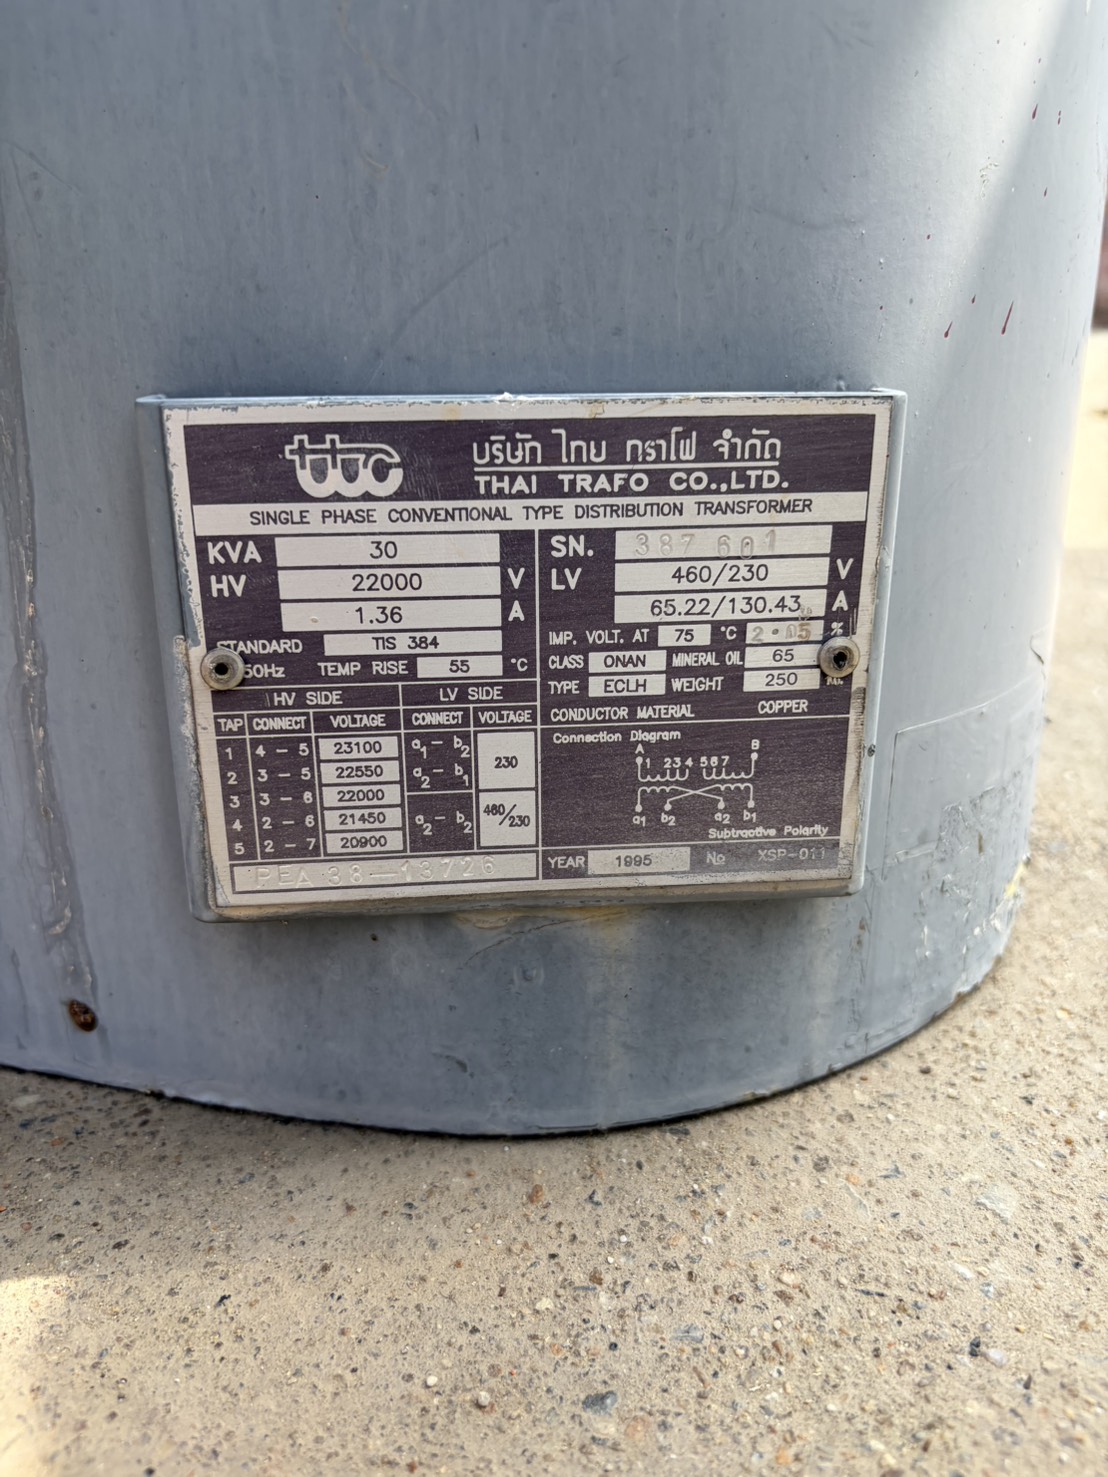 ttc
บริษัท ไทย ทราโฟ จำกัด
THAI TRAFO CO.,LTD.
SINGLE PHASE CONVENTIONAL TYPE DISTRIBUTION TRANSFORMER
KVA 30
HV 22000 V
1.36 A
STANDARD TIS 384
50Hz TEMP RISE 55 °C
HV SIDE LV SIDE
TAP CONNECT VOLTAGE CONNECT VOLTAGE
1 4 - 5 23100 a1 - b2
2 3 - 5 22550 a2 - b1 230
3 3 - 6 22000
4 2 - 6 21450 a2 - b2 460/230
5 2 - 7 20900
PEA 38-13726
SN. 387 601
LV 460/230 V
65.22/130.43 A
IMP. VOLT. AT 75 °C 2.05 %
CLASS ONAN MINERAL OIL 65
TYPE ECLH WEIGHT 250
CONDUCTOR MATERIAL COPPER
Connection Diagram
A B
1 2 3 4 5 6 7
a1 b2 a2 b1
Subtractive Polarity
YEAR 1995 No XSP-011